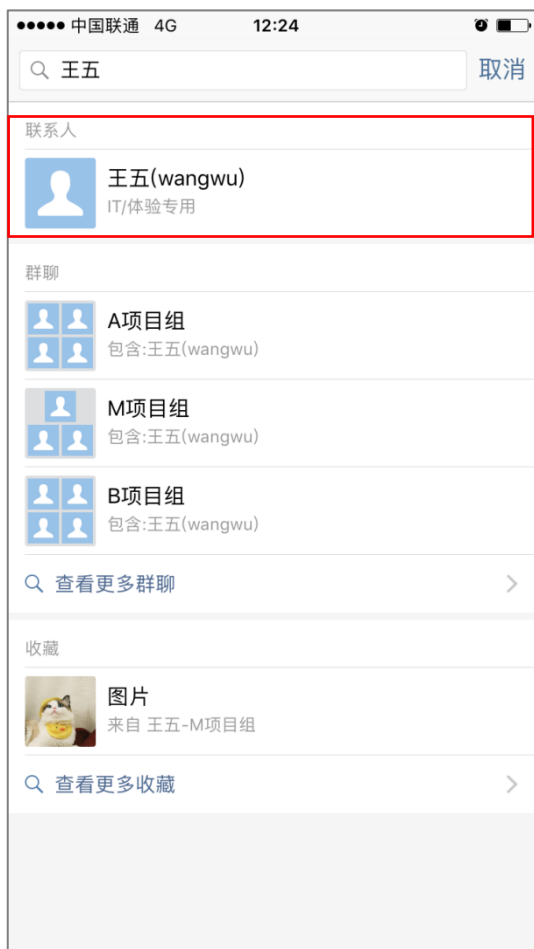 中国联通 4G 12:24
王五 取消
联系人
王五(wangwu)
IT/体验专用
群聊
A项目组
包含:王五(wangwu)
M项目组
包含:王五(wangwu)
B项目组
包含:王五(wangwu)
查看更多群聊
收藏
图片
来自 王五-M项目组
查看更多收藏